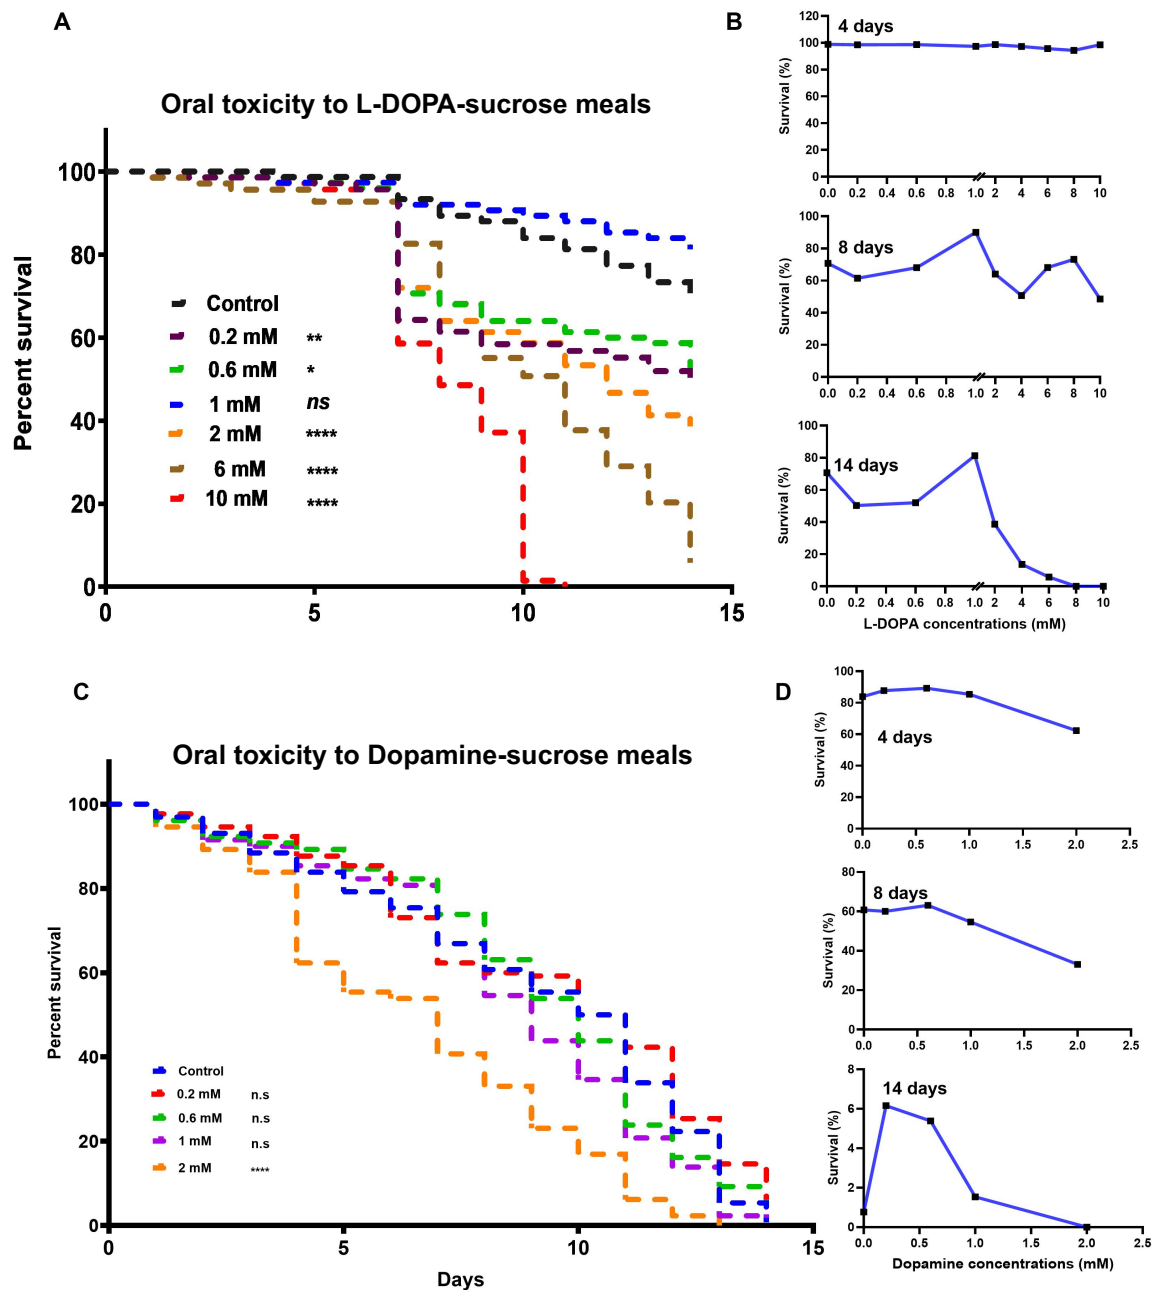 A
Oral toxicity to L-DOPA-sucrose meals
Percent survival
100
80
60
40
20
0
0 5 10 15
Control
0.2 mM **
0.6 mM *
1 mM ns
2 mM ****
6 mM ****
10 mM ****
B
4 days
Survival (%)
120
100
80
60
40
20
0
0.0 0.2 0.4 0.6 0.8 1.0 2 4 6 8 10
8 days
Survival (%)
100
80
60
40
20
0
0.0 0.2 0.4 0.6 0.8 1.0 2 4 6 8 10
14 days
Survival (%)
100
80
60
40
20
0
0.0 0.2 0.4 0.6 0.8 1.0 2 4 6 8 10
L-DOPA concentrations (mM)
C
Oral toxicity to Dopamine-sucrose meals
Percent survival
100
80
60
40
20
0
0 5 10 15
Days
Control
0.2 mM n.s
0.6 mM n.s
1 mM n.s
2 mM ****
D
4 days
Survival (%)
100
80
60
40
20
0
0.0 0.5 1.0 1.5 2.0 2.5
8 days
Survival (%)
80
60
40
20
0
0.0 0.5 1.0 1.5 2.0 2.5
14 days
Survival (%)
8
6
4
2
0
0.0 0.5 1.0 1.5 2.0 2.5
Dopamine concentrations (mM)